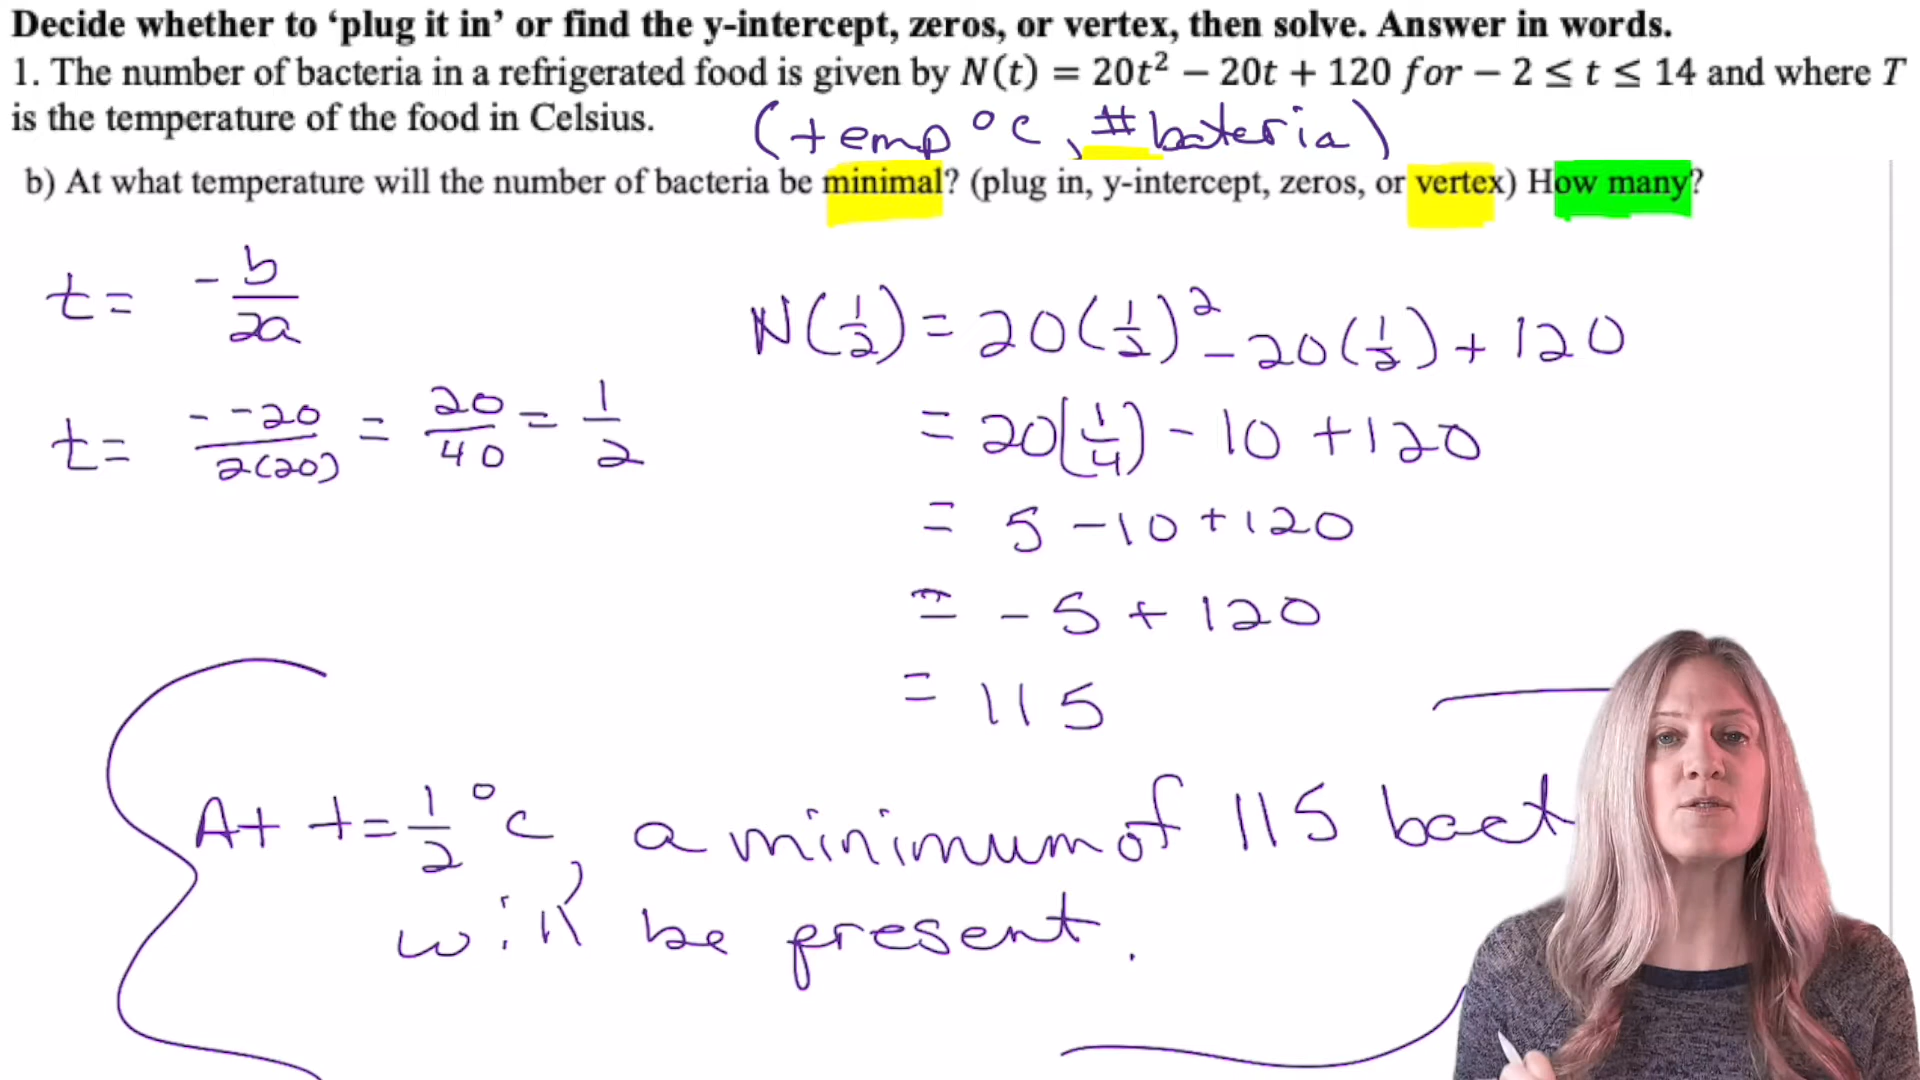 Decide whether to ‘plug it in’ or find the y-intercept, zeros, or vertex, then solve. Answer in words.
1. The number of bacteria in a refrigerated food is given by N(t) = 20t² − 20t + 120 for − 2 ≤ t ≤ 14 and where T
is the temperature of the food in Celsius.
(temp °C, # bateria)
b) At what temperature will the number of bacteria be minimal? (plug in, y-intercept, zeros, or vertex) How many?
t = -b/2a
t = - -20/2(20) = 20/40 = 1/2
N(1/2) = 20(1/2)² - 20(1/2) + 120
= 20(1/4) - 10 + 120
= 5 - 10 + 120
= - 5 + 120
= 115
At t = 1/2 °C, a minimum of 115 bact
will be present.